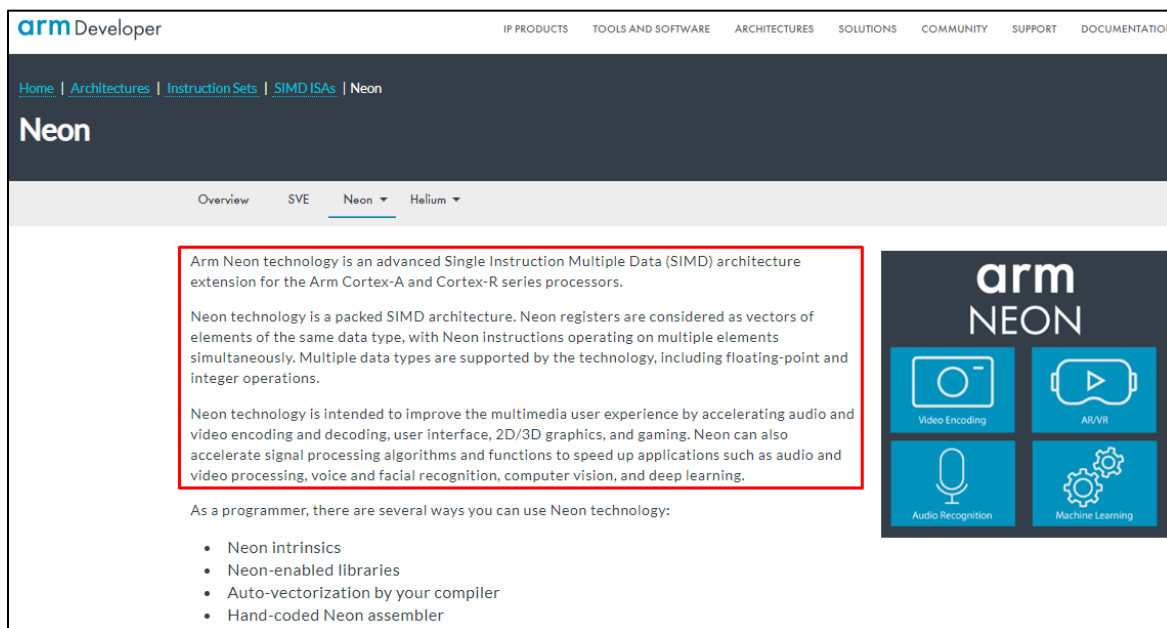 arm Developer
IP PRODUCTS TOOLS AND SOFTWARE ARCHITECTURES SOLUTIONS COMMUNITY SUPPORT DOCUMENTATION
Home | Architectures | Instruction Sets | SIMD ISAs | Neon
Neon
Overview SVE Neon Helium
Arm Neon technology is an advanced Single Instruction Multiple Data (SIMD) architecture
extension for the Arm Cortex-A and Cortex-R series processors.
Neon technology is a packed SIMD architecture. Neon registers are considered as vectors of
elements of the same data type, with Neon instructions operating on multiple elements
simultaneously. Multiple data types are supported by the technology, including floating-point and
integer operations.
Neon technology is intended to improve the multimedia user experience by accelerating audio and
video encoding and decoding, user interface, 2D/3D graphics, and gaming. Neon can also
accelerate signal processing algorithms and functions to speed up applications such as audio and
video processing, voice and facial recognition, computer vision, and deep learning.
As a programmer, there are several ways you can use Neon technology:
• Neon intrinsics
• Neon-enabled libraries
• Auto-vectorization by your compiler
• Hand-coded Neon assembler
arm
NEON
Video Encoding
AR/VR
Audio Recognition
Machine Learning